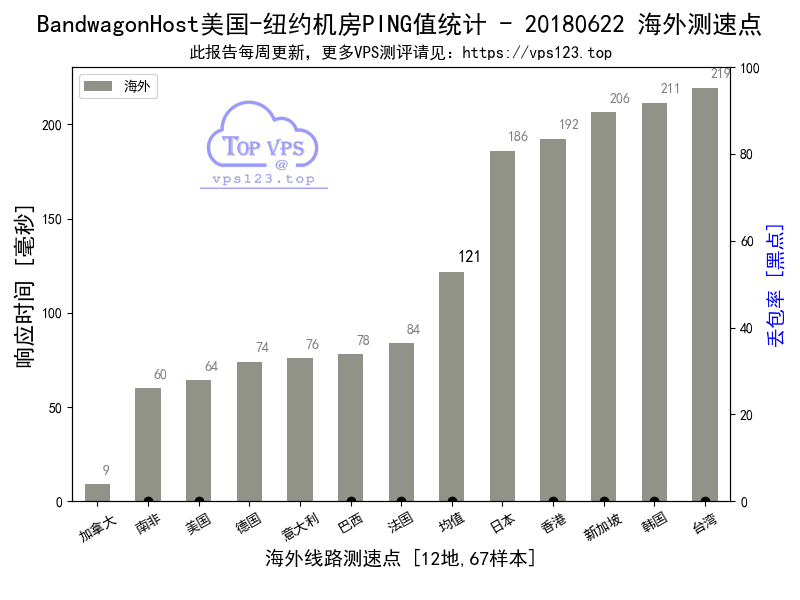 BandwagonHost美国-纽约机房PING值统计 - 20180622 海外测速点
此报告每周更新，更多VPS测评请见：https://vps123.top
海外
TOP VPS
@
vps123.top
响应时间 [毫秒]
200
150
100
50
0
100
80
60
40
20
0
丢包率 [黑点]
9
60
64
74
76
78
84
121
186
192
206
211
219
加拿大
南非
美国
德国
意大利
巴西
法国
均值
日本
香港
新加坡
韩国
台湾
海外线路测速点 [12地,67样本]